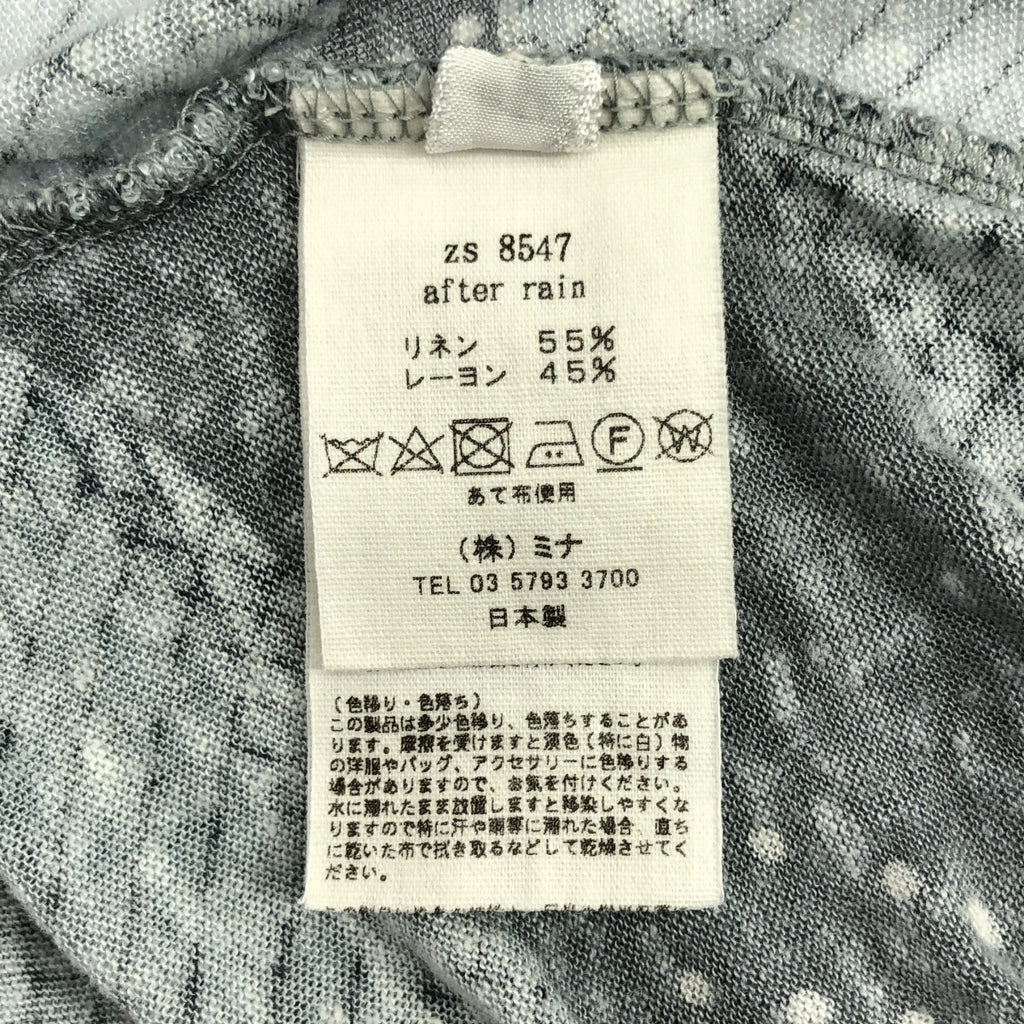 zs 8547
after rain
リネン 55%
レーヨン 45%
F W
あて布使用
(株)ミナ
TEL 03 5793 3700
日本製
(色移り・色落ち)
この製品は多少色移り、色落ちすることがあ
ります。摩擦を受けますと淡色(特に白)物
の洋服やバッグ、アクセサリーに色移りする
場合がありますので、お気を付けください。
水に濡れたまま放置しますと移染しやすくな
りますので特に汗や雨等に濡れた場合、直ち
に乾いた布で拭き取るなどして乾燥させてく
ださい。